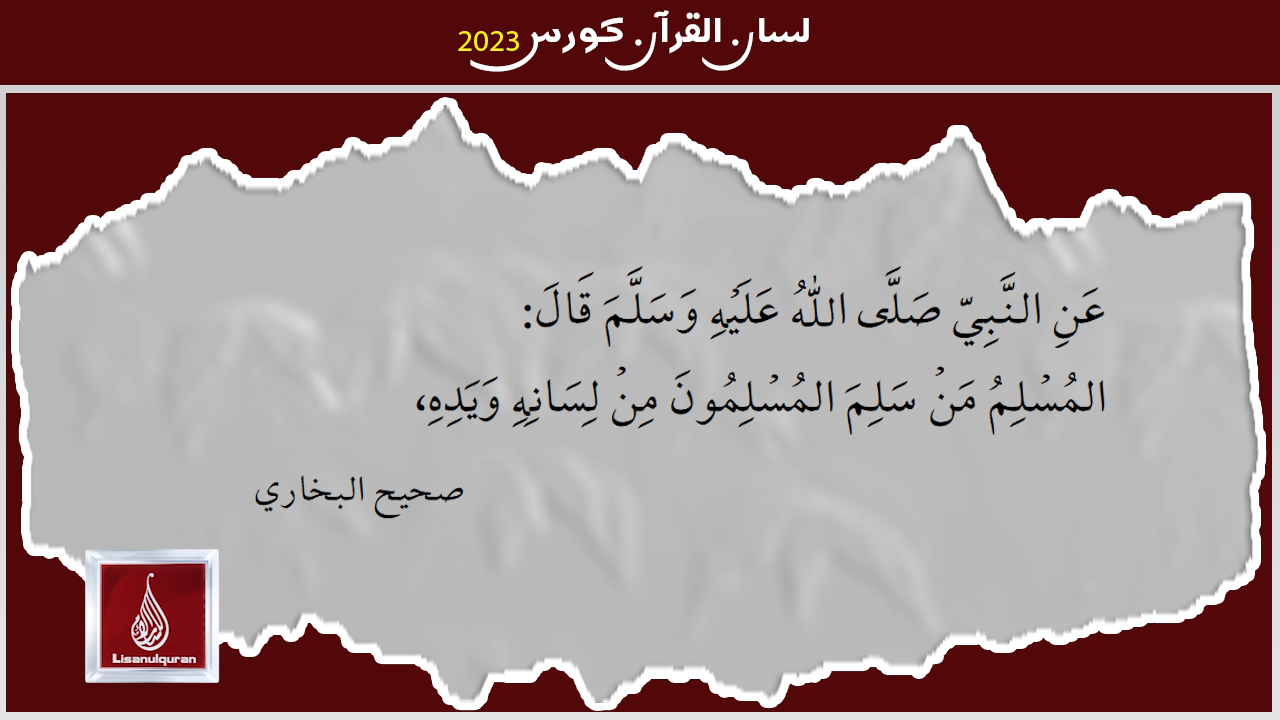 لسان القرآن کورس 2023
عَنِ النَّبِيِّ صَلَّى اللّٰهُ عَلَيْهِ وَسَلَّمَ قَالَ:
المُسْلِمُ مَنْ سَلِمَ المُسْلِمُونَ مِنْ لِسَانِهِ وَيَدِهِ،
صحيح البخاري
Lisanulquran